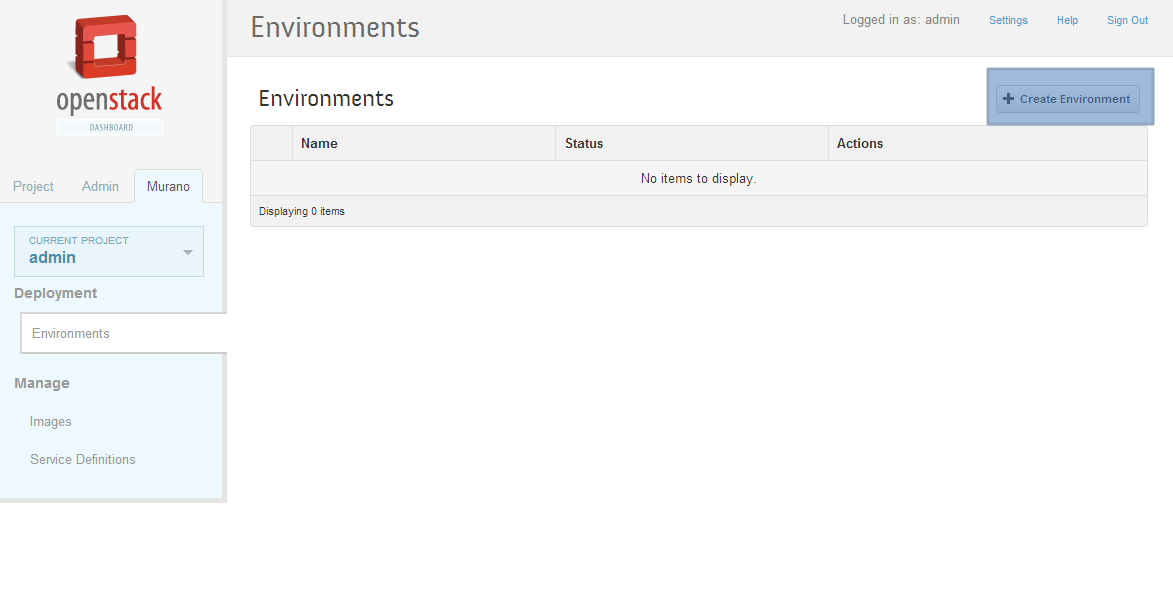 openstack
DASHBOARD
Project Admin Murano
CURRENT PROJECT
admin
Deployment
Environments
Manage
Images
Service Definitions
Environments
Logged in as: admin Settings Help Sign Out
Environments
+ Create Environment
Name Status Actions
No items to display.
Displaying 0 items